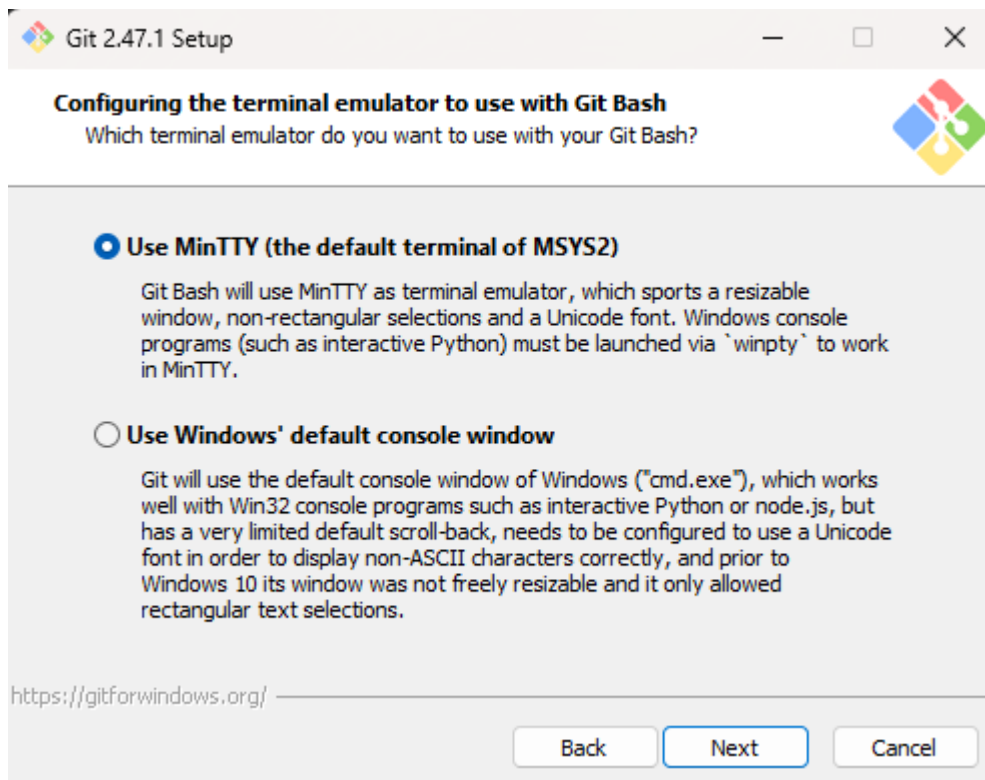 Git 2.47.1 Setup
Configuring the terminal emulator to use with Git Bash
Which terminal emulator do you want to use with your Git Bash?
Use MinTTY (the default terminal of MSYS2)
Git Bash will use MinTTY as terminal emulator, which sports a resizable
window, non-rectangular selections and a Unicode font. Windows console
programs (such as interactive Python) must be launched via `winpty` to work
in MinTTY.
Use Windows' default console window
Git will use the default console window of Windows ("cmd.exe"), which works
well with Win32 console programs such as interactive Python or node.js, but
has a very limited default scroll-back, needs to be configured to use a Unicode
font in order to display non-ASCII characters correctly, and prior to
Windows 10 its window was not freely resizable and it only allowed
rectangular text selections.
https://gitforwindows.org/
Back Next Cancel